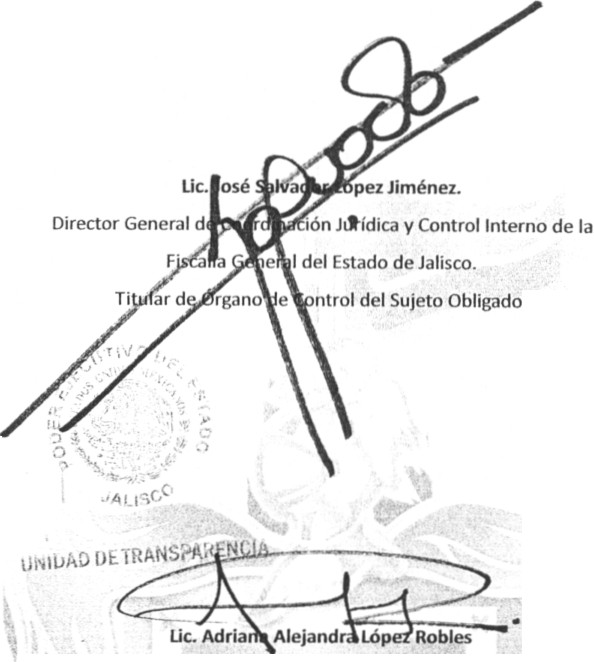 Lic. José Salvador López Jiménez.
Director General de Coordinación Jurídica y Control Interno de la
Fiscalía General del Estado de Jalisco.
Titular de Órgano de Control del Sujeto Obligado
PODER EJECUTIVO DEL ESTADO
JALISCO
UNIDAD DE TRANSPARENCIA
Lic. Adriana Alejandra López Robles